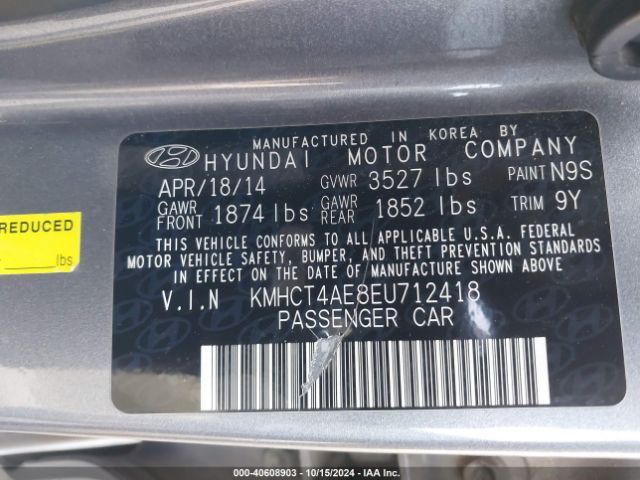 MANUFACTURED IN KOREA BY
HYUNDAI MOTOR COMPANY
APR/18/14 GVWR 3527 lbs PAINT N9S
GAWR FRONT 1874 lbs GAWR REAR 1852 lbs TRIM 9Y
THIS VEHICLE CONFORMS TO ALL APPLICABLE U.S.A. FEDERAL
MOTOR VEHICLE SAFETY, BUMPER, AND THEFT PREVENTION STANDARDS
IN EFFECT ON THE DATE OF MANUFACTURE SHOWN ABOVE
V.I.N KMHCT4AE8EU712418
PASSENGER CAR
REDUCED
lbs
000-40608903 - 10/15/2024 - IAA Inc.